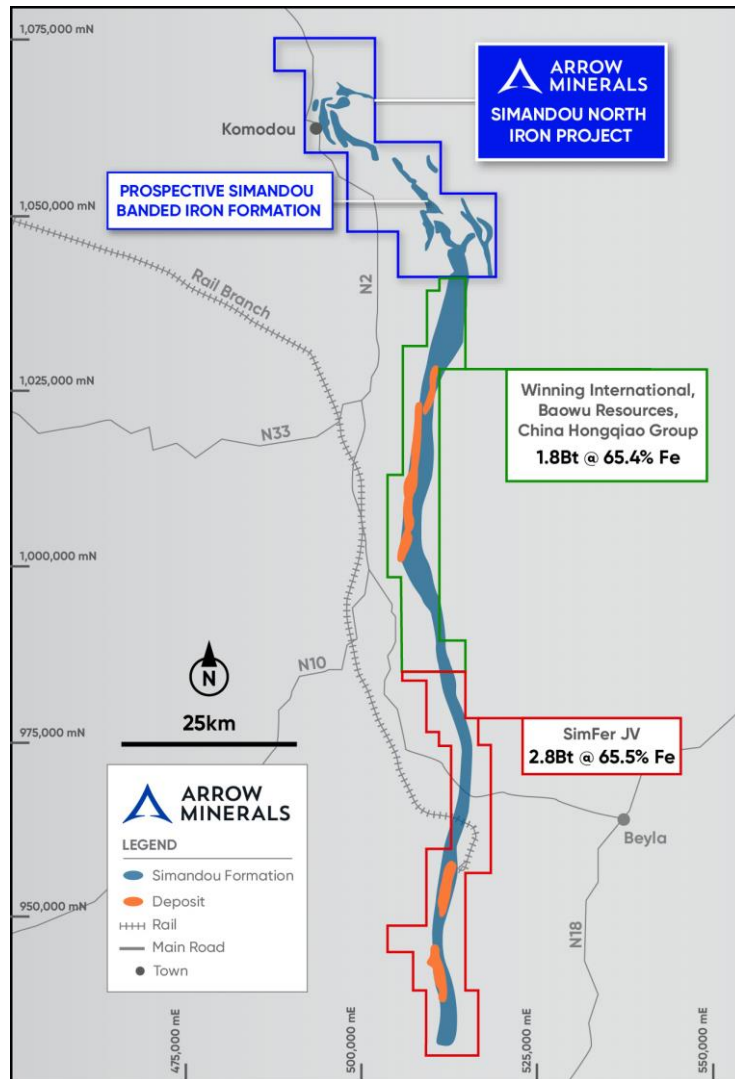 1,075,000 mN
ARROW
MINERALS
SIMANDOU NORTH
IRON PROJECT
Komodou
PROSPECTIVE SIMANDOU
BANDED IRON FORMATION
1,050,000 mN
Rail Branch
N2
1,025,000 mN
Winning International,
Baowu Resources,
China Hongqiao Group
1.8Bt @ 65.4% Fe
N33
1,000,000 mN
N
N10
25km
975,000 mN
SimFer JV
2.8Bt @ 65.5% Fe
ARROW
MINERALS
LEGEND
Simandou Formation
Deposit
Rail
Main Road
Town
Beyla
950,000 mN
N18
475,000 mE
500,000 mE
525,000 mE
550,000 mE